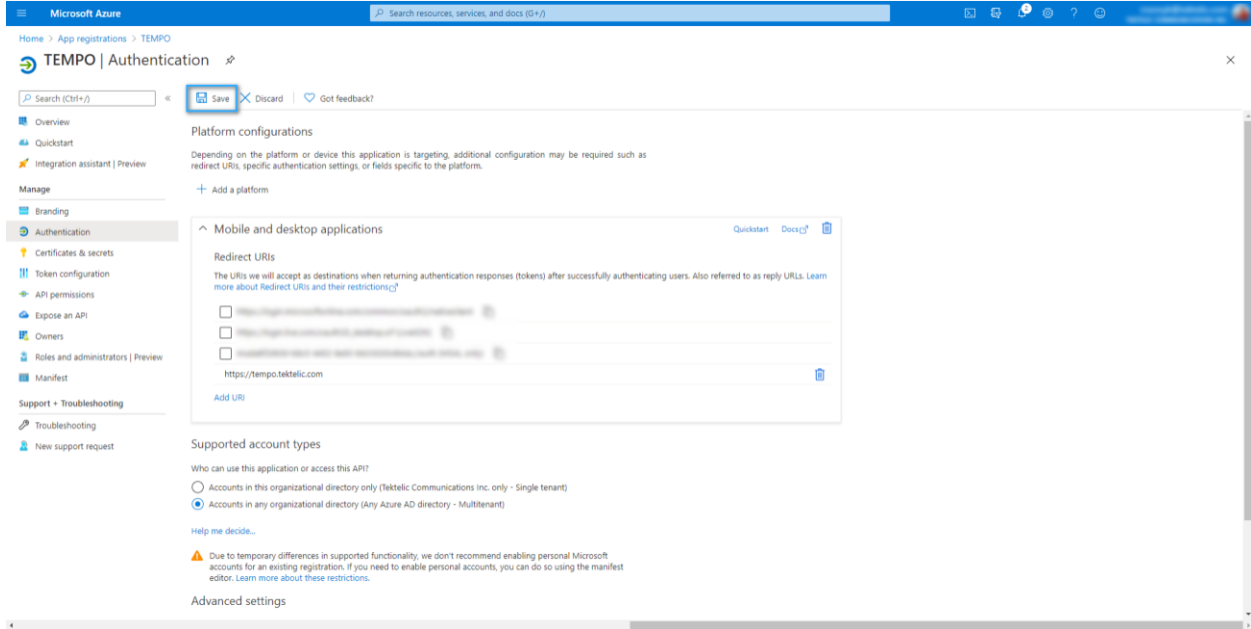 Microsoft Azure
Search resources, services, and docs (G+/)
Home > App registrations > TEMPO
TEMPO | Authentication
Search (Ctrl+/)
«
Save
Discard
Got feedback?
Overview
Quickstart
Integration assistant | Preview
Manage
Branding
Authentication
Certificates & secrets
Token configuration
API permissions
Expose an API
Owners
Roles and administrators | Preview
Manifest
Support + Troubleshooting
Troubleshooting
New support request
Platform configurations
Depending on the platform or device this application is targeting, additional configuration may be required such as
redirect URIs, specific authentication settings, or fields specific to the platform.
Add a platform
Mobile and desktop applications
Quickstart
Docs
Redirect URIs
The URIs we will accept as destinations when returning authentication responses (tokens) after successfully authenticating users. Also referred to as reply URLs. Learn
more about Redirect URIs and their restrictions
https://tempo.tektelic.com
Add URI
Supported account types
Who can use this application or access this API?
Accounts in this organizational directory only (Tektelic Communications Inc. only - Single tenant)
Accounts in any organizational directory (Any Azure AD directory - Multitenant)
Help me decide...
Due to temporary differences in supported functionality, we don't recommend enabling personal Microsoft
accounts for an existing registration. If you need to enable personal accounts, you can do so using the manifest
editor. Learn more about these restrictions.
Advanced settings